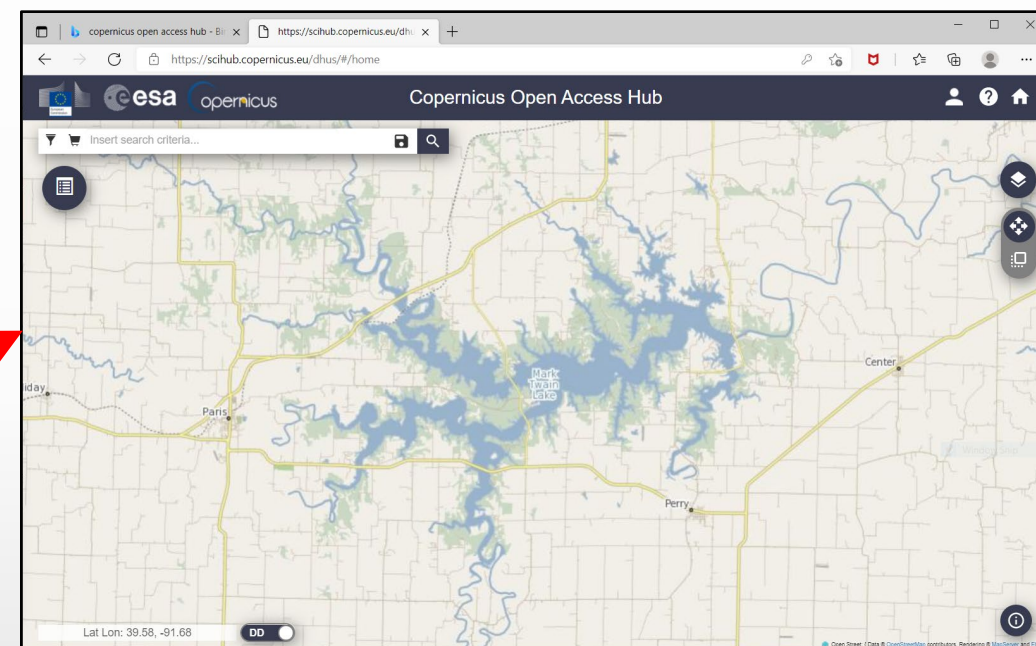 copernicus open access hub - Bi
https://scihub.copernicus.eu/dhu
https://scihub.copernicus.eu/dhus/#/home
esa
opernicus
Copernicus Open Access Hub
Insert search criteria...
Mark
Twain
Lake
Center
iday
Paris
Perry
Lat Lon: 39.58, -91.68
DD